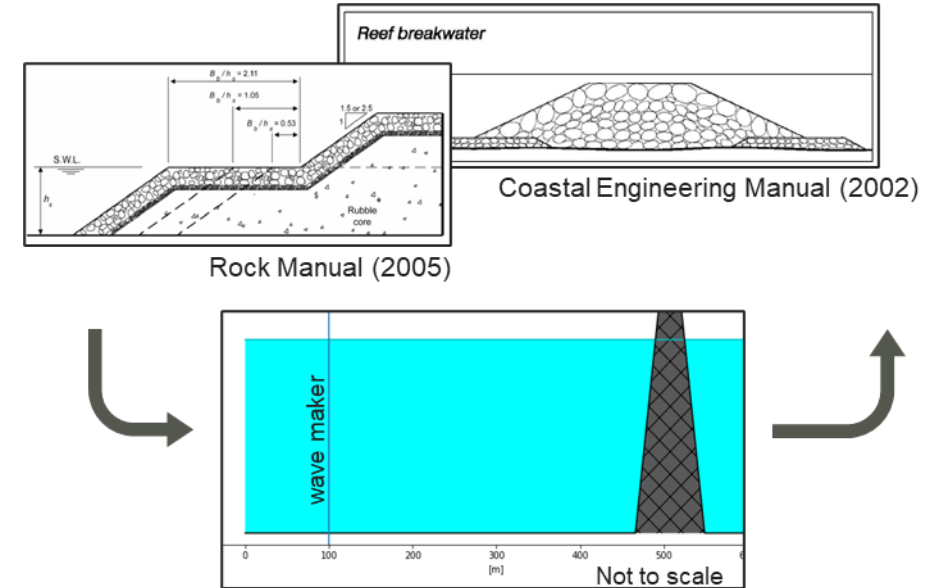 Reef breakwater
B_b / h_s = 2.11
B_b / h_s = 1.05
1.5 or 2.5
1
B_b / h_s = 0.53
S.W.L.
h_s
Rubble
core
Coastal Engineering Manual (2002)
Rock Manual (2005)
wave maker
0 100 200 300 400 500 6
[m]
Not to scale